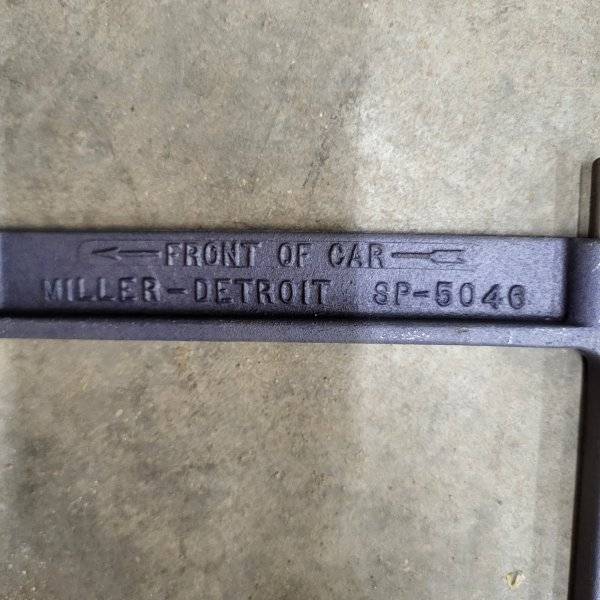 FRONT OF CAR
MILLER-DETROIT SP-5046